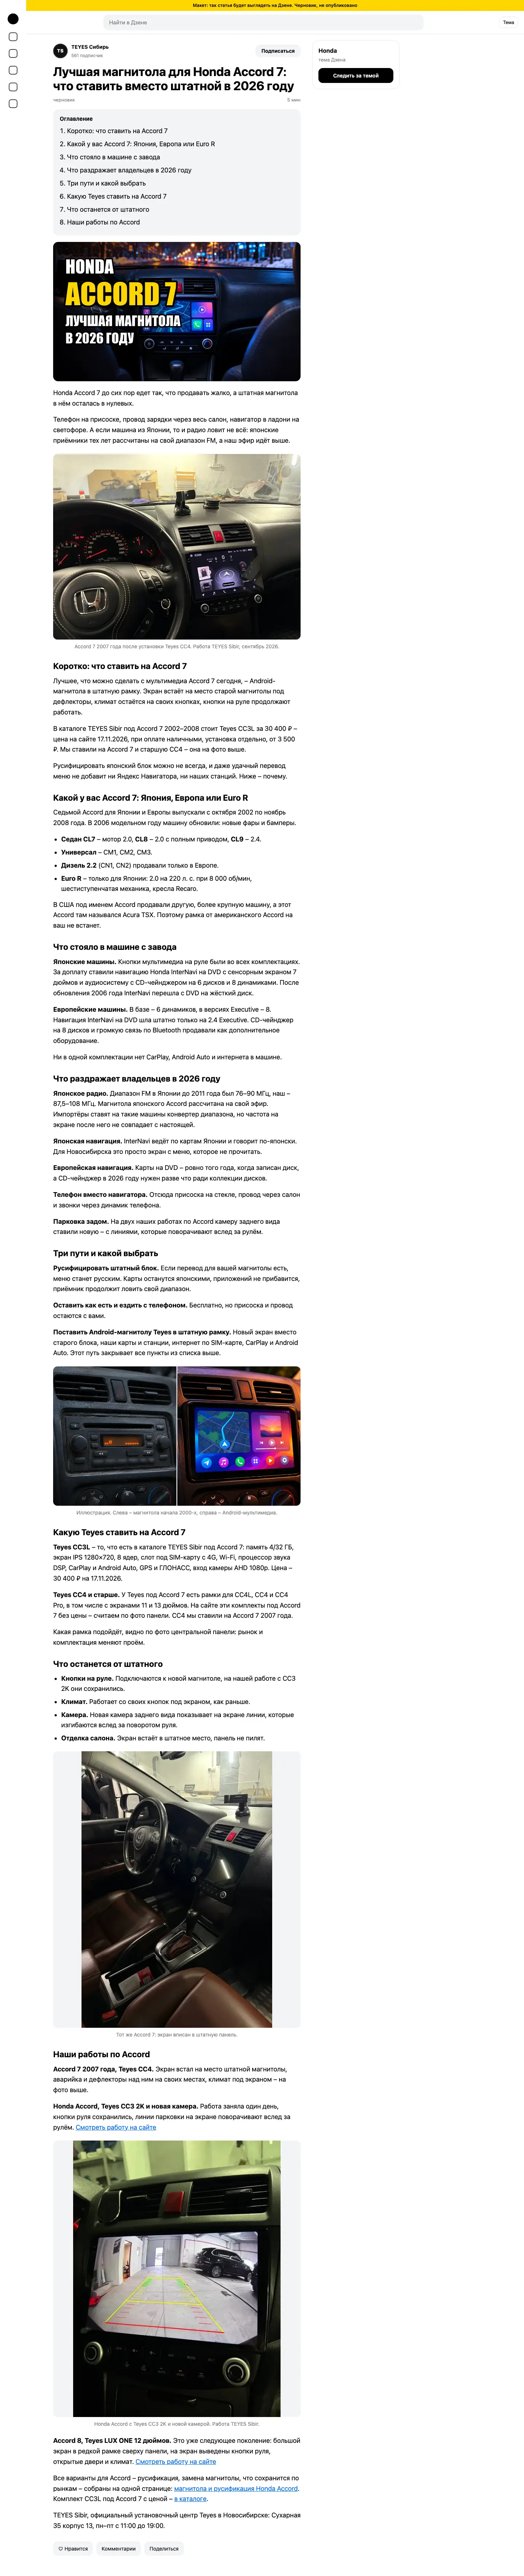 Макет: так статья будет выглядеть на Дзене. Черновик, не опубликовано
Найти в Дзене
Тема
TS
TEYES Сибирь
561 подписчик
Подписаться
Honda
тема Дзена
Следить за темой
Лучшая магнитола для Honda Accord 7:
что ставить вместо штатной в 2026 году
черновик
5 мин
Оглавление
1. Коротко: что ставить на Accord 7
2. Какой у вас Accord 7: Япония, Европа или Euro R
3. Что стояло в машине с завода
4. Что раздражает владельцев в 2026 году
5. Три пути и какой выбрать
6. Какую Teyes ставить на Accord 7
7. Что останется от штатного
8. Наши работы по Accord
HONDA
ACCORD 7
ЛУЧШАЯ МАГНИТОЛА
В 2026 ГОДУ
Honda Accord 7 до сих пор едет так, что продавать жалко, а штатная магнитола
в нём осталась в нулевых.
Телефон на присоске, провод зарядки через весь салон, навигатор в ладони на
светофоре. А если машина из Японии, то и радио ловит не всё: японские
приёмники тех лет рассчитаны на свой диапазон FM, а наш эфир идёт выше.
Accord 7 2007 года после установки Teyes CC4. Работа TEYES Sibir, сентябрь 2026.
Коротко: что ставить на Accord 7
Лучшее, что можно сделать с мультимедиа Accord 7 сегодня, – Android-
магнитола в штатную рамку. Экран встаёт на место старой магнитолы под
дефлекторы, климат остаётся на своих кнопках, кнопки на руле продолжают
работать.
В каталоге TEYES Sibir под Accord 7 2002–2008 стоит Teyes CC3L за 30 400 ₽ –
цена на сайте 17.11.2026, при оплате наличными, установка отдельно, от 3 500
₽. Мы ставили на Accord 7 и старшую CC4 – она на фото выше.
Русифицировать японский блок можно не всегда, и даже удачный перевод
меню не добавит ни Яндекс Навигатора, ни наших станций. Ниже – почему.
Какой у вас Accord 7: Япония, Европа или Euro R
Седьмой Accord для Японии и Европы выпускали с октября 2002 по ноябрь
2008 года. В 2006 модельном году машину обновили: новые фары и бамперы.
• Седан CL7 – мотор 2.0, CL8 – 2.0 с полным приводом, CL9 – 2.4.
• Универсал – CM1, CM2, CM3.
• Дизель 2.2 (CN1, CN2) продавали только в Европе.
• Euro R – только для Японии: 2.0 на 220 л. с. при 8 000 об/мин,
шестиступенчатая механика, кресла Recaro.
В США под именем Accord продавали другую, более крупную машину, а этот
Accord там назывался Acura TSX. Поэтому рамка от американского Accord на
ваш не встанет.
Что стояло в машине с завода
Японские машины. Кнопки мультимедиа на руле были во всех комплектациях.
За доплату ставили навигацию Honda InterNavi на DVD с сенсорным экраном 7
дюймов и аудиосистему с CD-чейнджером на 6 дисков и 8 динамиками. После
обновления 2006 года InterNavi перешла с DVD на жёсткий диск.
Европейские машины. В базе – 6 динамиков, в версиях Executive – 8.
Навигация InterNavi на DVD шла штатно только на 2.4 Executive. CD-чейнджер
на 8 дисков и громкую связь по Bluetooth продавали как дополнительное
оборудование.
Ни в одной комплектации нет CarPlay, Android Auto и интернета в машине.
Что раздражает владельцев в 2026 году
Японское радио. Диапазон FM в Японии до 2011 года был 76–90 МГц, наш –
87,5–108 МГц. Магнитола японского Accord рассчитана на свой эфир.
Импортёры ставят на такие машины конвертер диапазона, но частота на
экране после него не совпадает с настоящей.
Японская навигация. InterNavi ведёт по картам Японии и говорит по-японски.
Для Новосибирска это просто экран с меню, которое не прочитать.
Европейская навигация. Карты на DVD – ровно того года, когда записан диск,
а CD-чейнджер в 2026 году нужен разве что ради коллекции дисков.
Телефон вместо навигатора. Отсюда присоска на стекле, провод через салон
и звонки через динамик телефона.
Парковка задом. На двух наших работах по Accord камеру заднего вида
ставили новую – с линиями, которые поворачивают вслед за рулём.
Три пути и какой выбрать
Русифицировать штатный блок. Если перевод для вашей магнитолы есть,
меню станет русским. Карты останутся японскими, приложений не прибавится,
приёмник продолжит ловить свой диапазон.
Оставить как есть и ездить с телефоном. Бесплатно, но присоска и провод
остаются с вами.
Поставить Android-магнитолу Teyes в штатную рамку. Новый экран вместо
старого блока, наши карты и станции, интернет по SIM-карте, CarPlay и Android
Auto. Этот путь закрывает все пункты из списка выше.
Иллюстрация. Слева – магнитола начала 2000-х, справа – Android-мультимедиа.
Какую Teyes ставить на Accord 7
Teyes CC3L – то, что есть в каталоге TEYES Sibir под Accord 7: память 4/32 ГБ,
экран IPS 1280×720, 8 ядер, слот под SIM-карту с 4G, Wi-Fi, процессор звука
DSP, CarPlay и Android Auto, GPS и ГЛОНАСС, вход камеры AHD 1080p. Цена –
30 400 ₽ на 17.11.2026.
Teyes CC4 и старше. У Teyes под Accord 7 есть рамки для CC4L, CC4 и CC4
Pro, в том числе с экранами 11 и 13 дюймов. На сайте эти комплекты под Accord
7 без цены – считаем по фото панели. CC4 мы ставили на Accord 7 2007 года.
Какая рамка подойдёт, видно по фото центральной панели: рынок и
комплектация меняют проём.
Что останется от штатного
• Кнопки на руле. Подключаются к новой магнитоле, на нашей работе с CC3
2K они сохранились.
• Климат. Работает со своих кнопок под экраном, как раньше.
• Камера. Новая камера заднего вида показывает на экране линии, которые
изгибаются вслед за поворотом руля.
• Отделка салона. Экран встаёт в штатное место, панель не пилят.
Тот же Accord 7: экран вписан в штатную панель.
Наши работы по Accord
Accord 7 2007 года, Teyes CC4. Экран встал на место штатной магнитолы,
аварийка и дефлекторы над ним на своих местах, климат под экраном – на
фото выше.
Honda Accord, Teyes CC3 2K и новая камера. Работа заняла один день,
кнопки руля сохранились, линии парковки на экране поворачивают вслед за
рулём. Смотреть работу на сайте
Honda Accord с Teyes CC3 2K и новой камерой. Работа TEYES Sibir.
Accord 8, Teyes LUX ONE 12 дюймов. Это уже следующее поколение: большой
экран в редкой рамке сверху панели, на экран выведены кнопки руля,
открытые двери и климат. Смотреть работу на сайте
Все варианты для Accord – русификация, замена магнитолы, что сохранится по
рынкам – собраны на одной странице: магнитола и русификация Honda Accord.
Комплект CC3L под Accord 7 с ценой – в каталоге.
TEYES Sibir, официальный установочный центр Teyes в Новосибирске: Сухарная
35 корпус 13, пн–пт с 11:00 до 19:00.
♡ Нравится
Комментарии
Поделиться